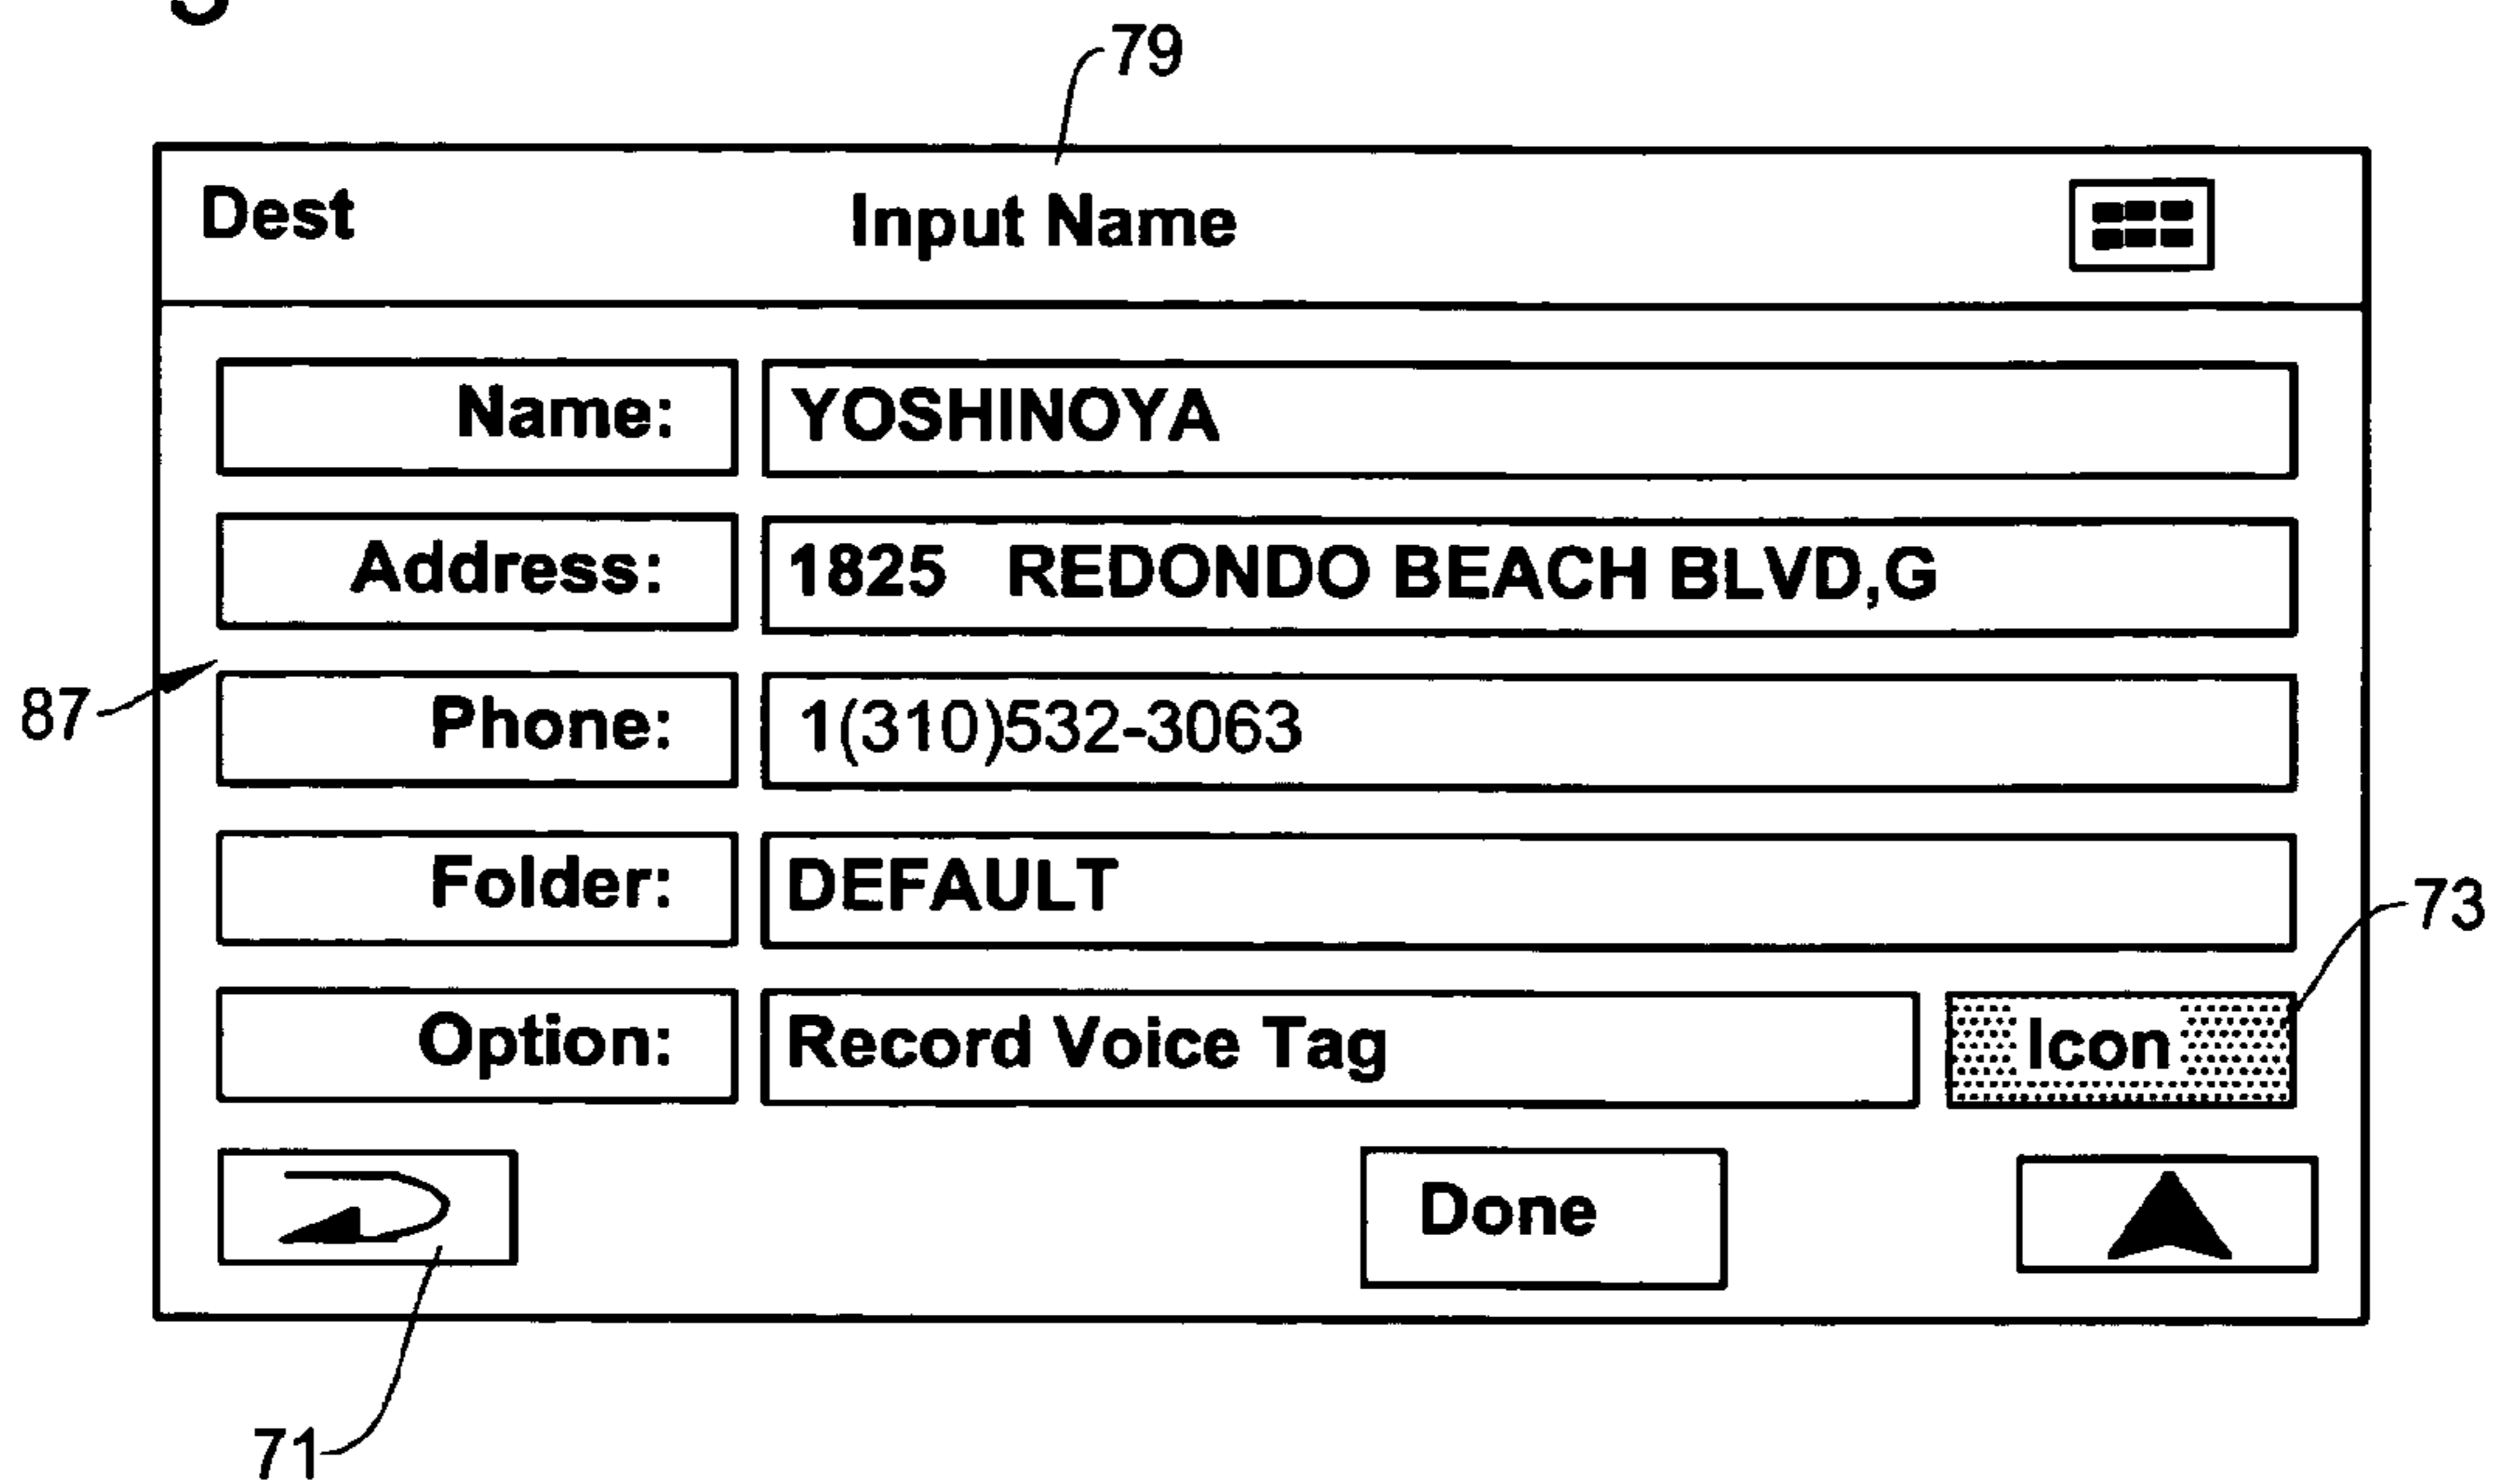 79
Dest Input Name
Name: YOSHINOYA
Address: 1825 REDONDO BEACH BLVD,G
87
Phone: 1(310)532-3063
Folder: DEFAULT
73
Option: Record Voice Tag Icon
Done
71